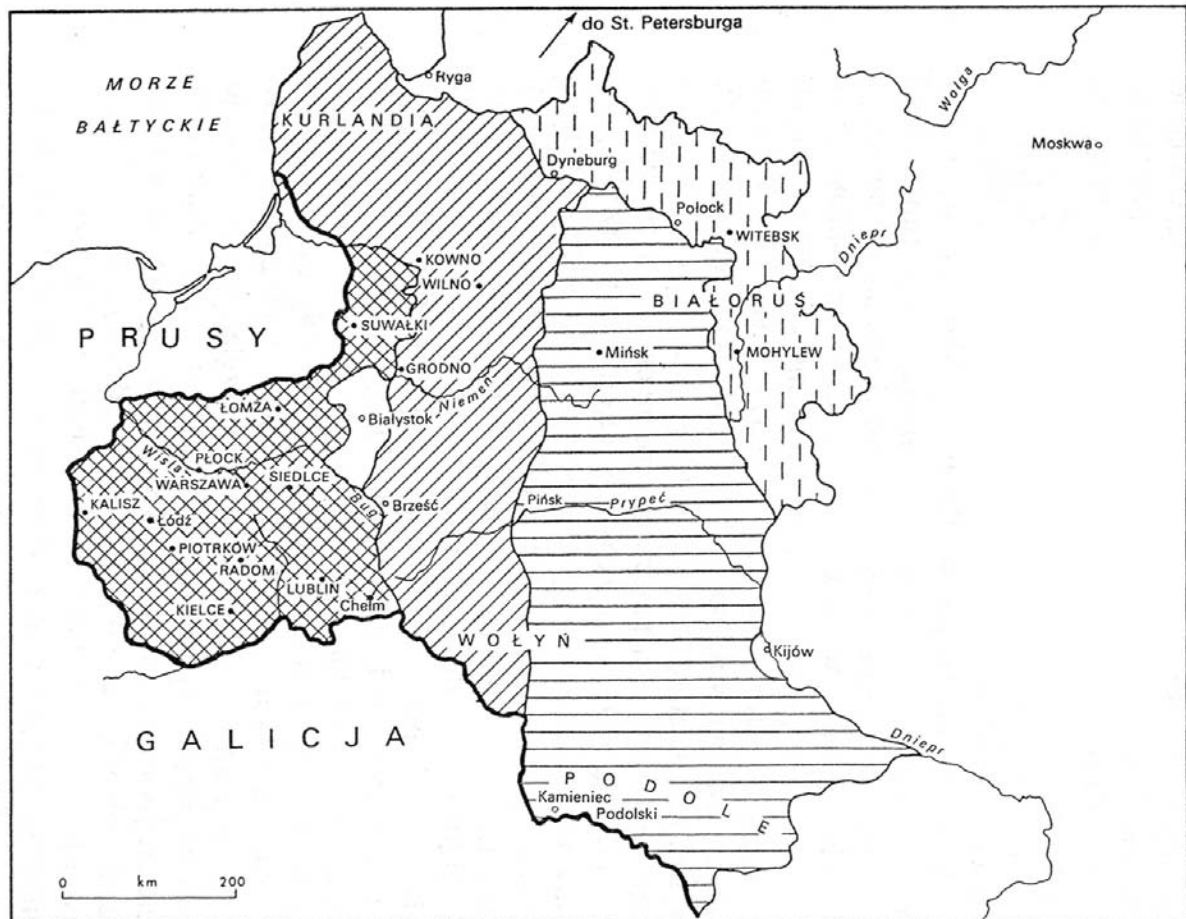 do St. Petersburga
MORZE
BAŁTYCKIE
Ryga
Wołga
Moskwa
KURLANDIA
Dyneburg
Połock
WITEBSK
Dniepr
KOWNO
WILNO
BIAŁORUŚ
PRUSY
SUWAŁKI
Mińsk
MOHYLEW
GRODNO
Niemen
ŁOMŻA
Białystok
PŁOCK
Wisła
WARSZAWA
SIEDLCE
Bug
Brześć
Pińsk
Prypeć
KALISZ
Łódź
PIOTRKÓW
RADOM
LUBLIN
Chełm
KIELCE
WOŁYŃ
Kijów
GALICJA
Dniepr
PODOLE
Kamieniec
Podolski
0 km 200